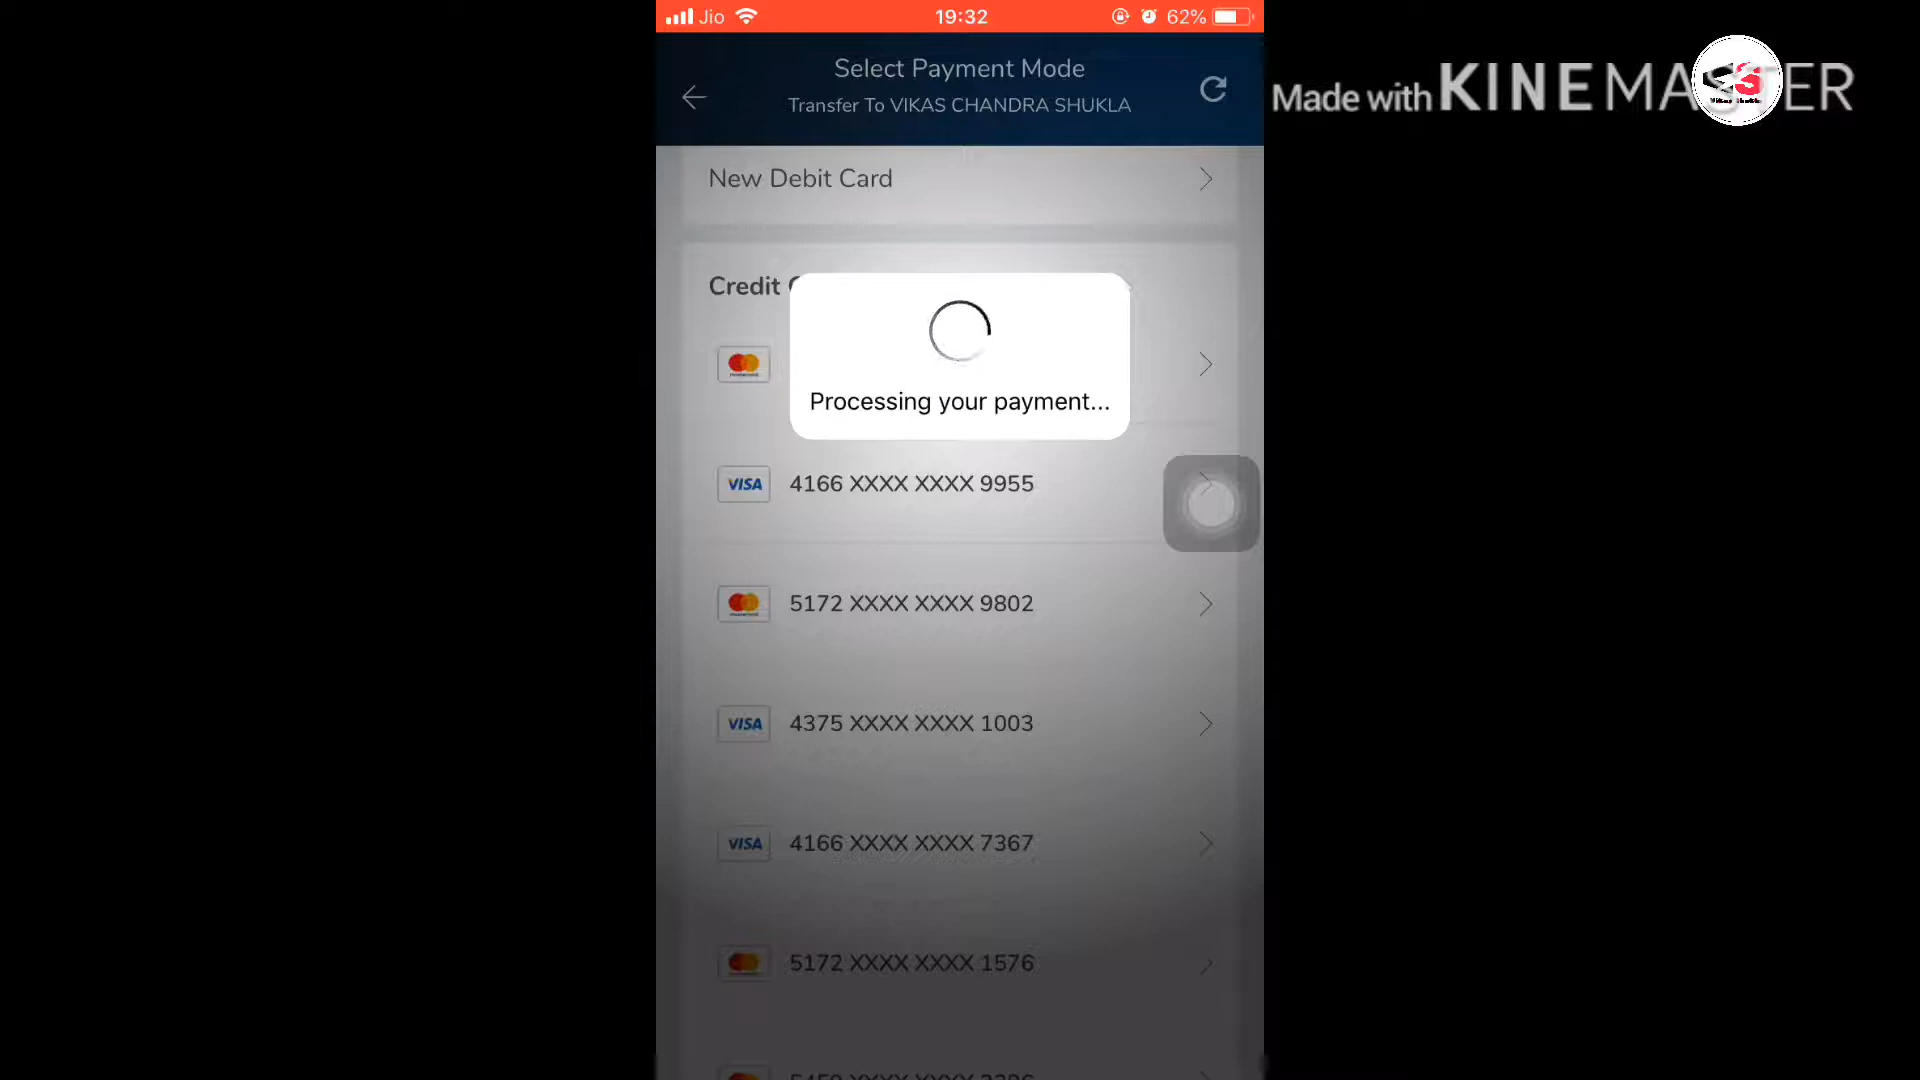 Jio 19:32 62%
Select Payment Mode
Transfer To VIKAS CHANDRA SHUKLA
Made with KINEMASTER
New Debit Card
Credit
Processing your payment...
VISA 4166 XXXX XXXX 9955
5172 XXXX XXXX 9802
VISA 4375 XXXX XXXX 1003
VISA 4166 XXXX XXXX 7367
5172 XXXX XXXX 1576